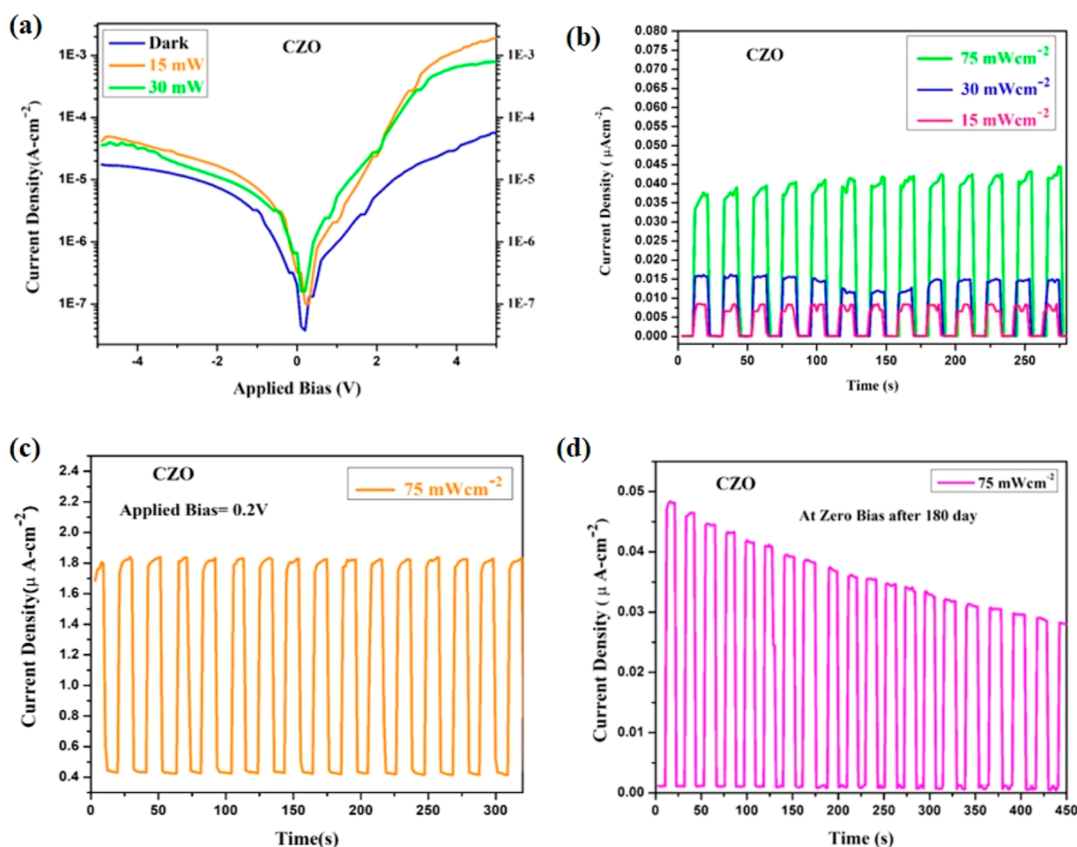 (a)
CZO
Dark
15 mW
30 mW
1E-3
1E-4
1E-5
1E-6
1E-7
1E-3
1E-4
1E-5
1E-6
1E-7
Current Density(A-cm⁻²)
-4 -2 0 2 4
Applied Bias (V)
(b)
CZO
75 mWcm⁻²
30 mWcm⁻²
15 mWcm⁻²
0.080
0.075
0.070
0.065
0.060
0.055
0.050
0.045
0.040
0.035
0.030
0.025
0.020
0.015
0.010
0.005
0.000
Current Density ( μAcm⁻²)
0 25 50 75 100 125 150 175 200 225 250 275
Time (s)
(c)
CZO
75 mWcm⁻²
Applied Bias= 0.2V
2.4
2.2
2.0
1.8
1.6
1.4
1.2
1.0
0.8
0.6
0.4
Current Density(μ A-cm⁻²)
0 50 100 150 200 250 300
Time(s)
(d)
CZO
75 mWcm⁻²
At Zero Bias after 180 day
0.05
0.04
0.03
0.02
0.01
0.00
Current Density ( μ A-cm⁻²)
0 50 100 150 200 250 300 350 400 450
Time (s)